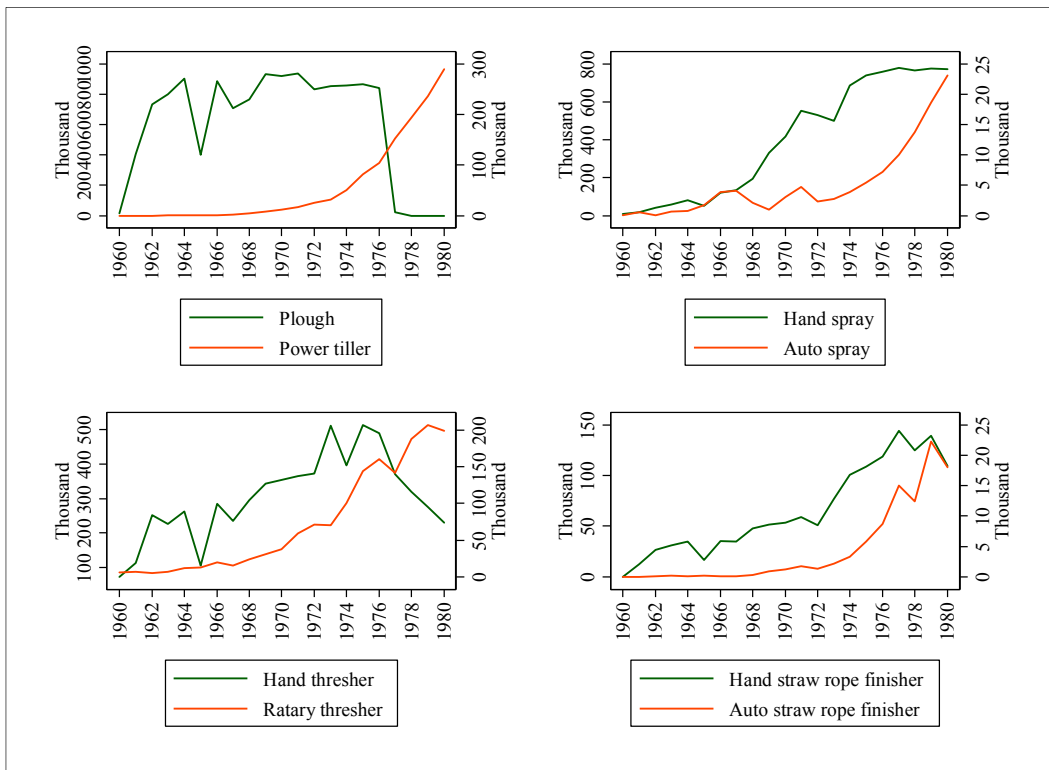 Thousand
0 200 400 600 800 1000
0 100 200 300
Thousand
1960 1962 1964 1966 1968 1970 1972 1974 1976 1978 1980
Plough
Power tiller
Thousand
0 200 400 600 800
0 5 10 15 20 25
Thousand
1960 1962 1964 1966 1968 1970 1972 1974 1976 1978 1980
Hand spray
Auto spray
Thousand
100 200 300 400 500
0 50 100 150 200
Thousand
1960 1962 1964 1966 1968 1970 1972 1974 1976 1978 1980
Hand thresher
Ratary thresher
Thousand
0 50 100 150
0 5 10 15 20 25
Thousand
1960 1962 1964 1966 1968 1970 1972 1974 1976 1978 1980
Hand straw rope finisher
Auto straw rope finisher